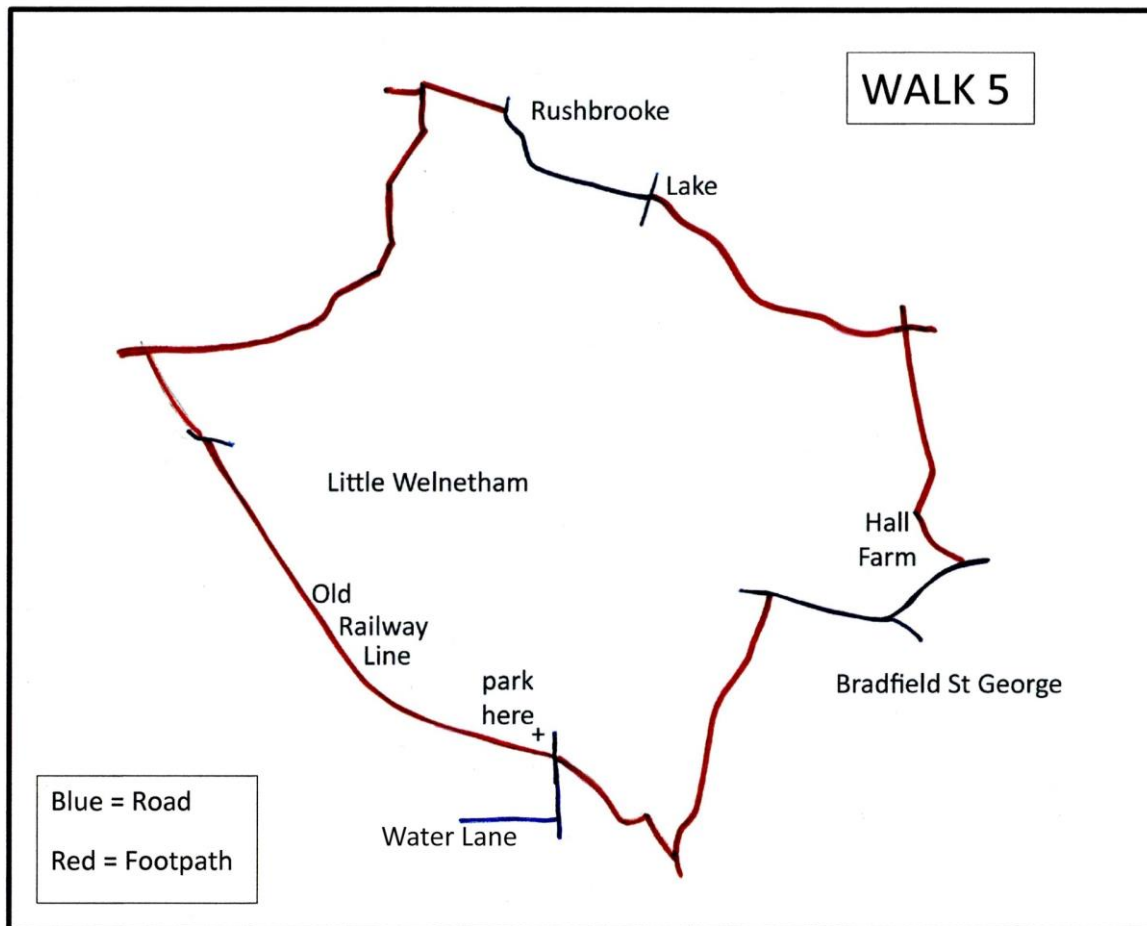 WALK 5
Rushbrooke
Lake
Little Welnetham
Hall
Farm
Old
Railway
Line
Bradfield St George
park
here
+
Water Lane
Blue = Road
Red = Footpath